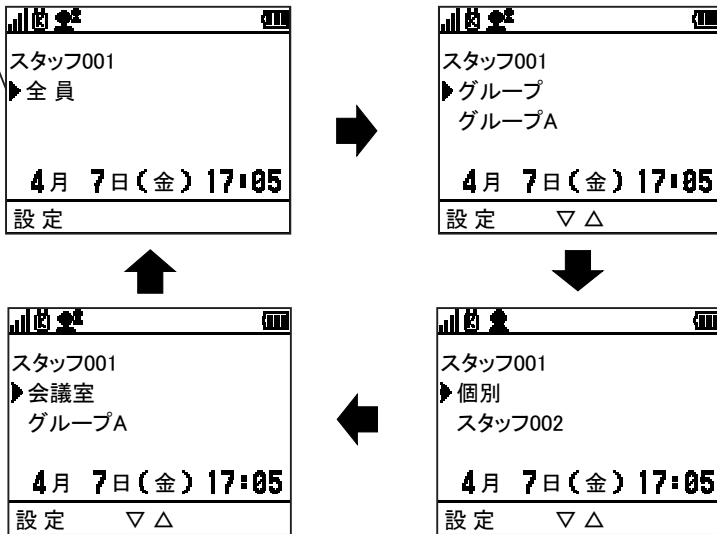 スタッフ001
全 員
4月 7日(金) 17:05
設 定
スタッフ001
グループ
グループA
4月 7日(金) 17:05
設 定 ▽ △
スタッフ001
会議室
グループA
4月 7日(金) 17:05
設 定 ▽ △
スタッフ001
個別
スタッフ002
4月 7日(金) 17:05
設 定 ▽ △